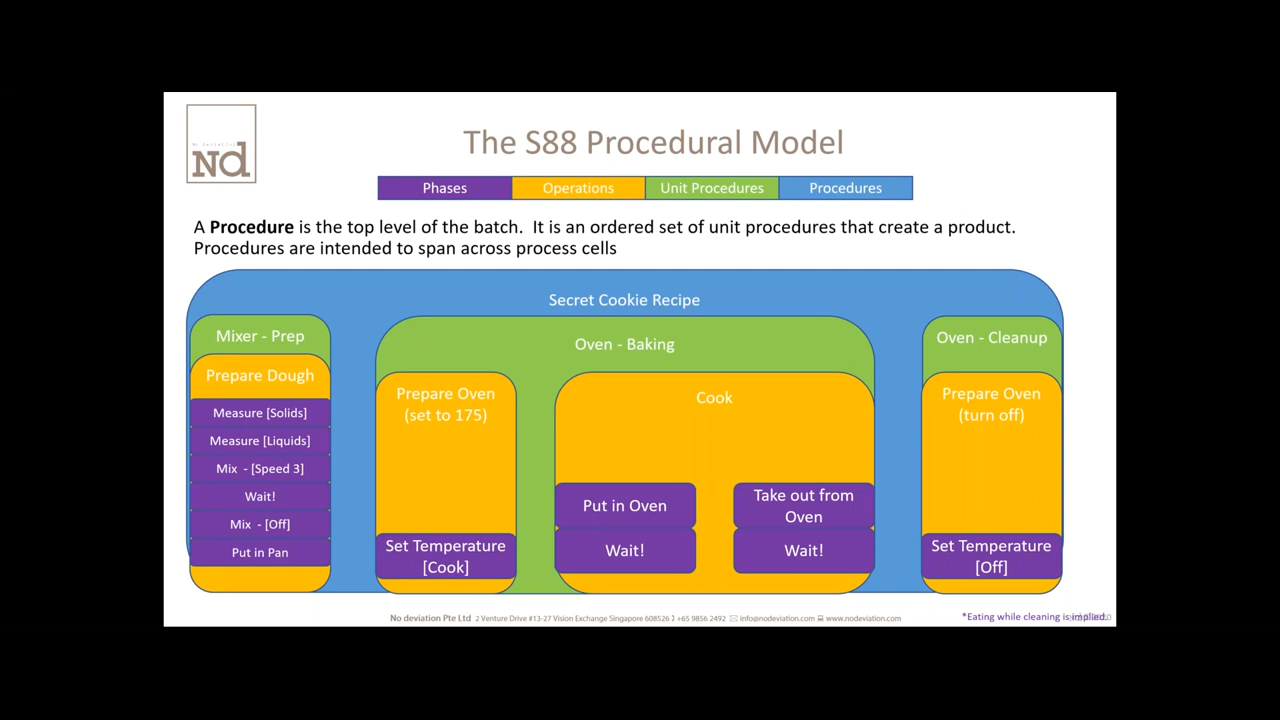 No deviation
Nd
The S88 Procedural Model
Phases
Operations
Unit Procedures
Procedures
A Procedure is the top level of the batch.  It is an ordered set of unit procedures that create a product.
Procedures are intended to span across process cells
Secret Cookie Recipe
Mixer - Prep
Prepare Dough
Measure [Solids]
Measure [Liquids]
Mix  - [Speed 3]
Wait!
Mix  - [Off]
Put in Pan
Oven - Baking
Prepare Oven
(set to 175)
Set Temperature
[Cook]
Cook
Put in Oven
Wait!
Take out from
Oven
Wait!
Oven - Cleanup
Prepare Oven
(turn off)
Set Temperature
[Off]
No deviation Pte Ltd  2 Venture Drive #13-27 Vision Exchange Singapore 608526 +65 9856 2492 info@nodeviation.com www.nodeviation.com
*Eating while cleaning is implied.